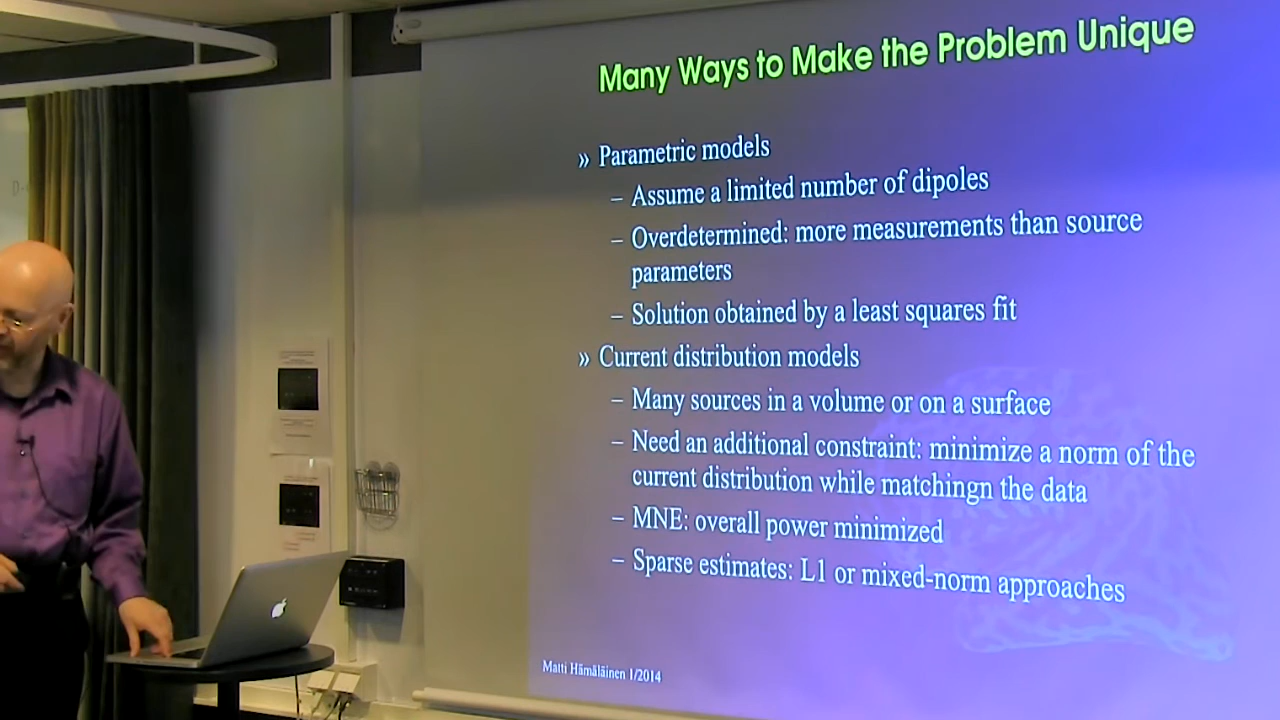 Many Ways to Make the Problem Unique
» Parametric models
– Assume a limited number of dipoles
– Overdetermined: more measurements than source
parameters
– Solution obtained by a least squares fit
» Current distribution models
– Many sources in a volume or on a surface
– Need an additional constraint: minimize a norm of the
current distribution while matchingn the data
– MNE: overall power minimized
– Sparse estimates: L1 or mixed-norm approaches
Matti Hämäläinen 1/2014